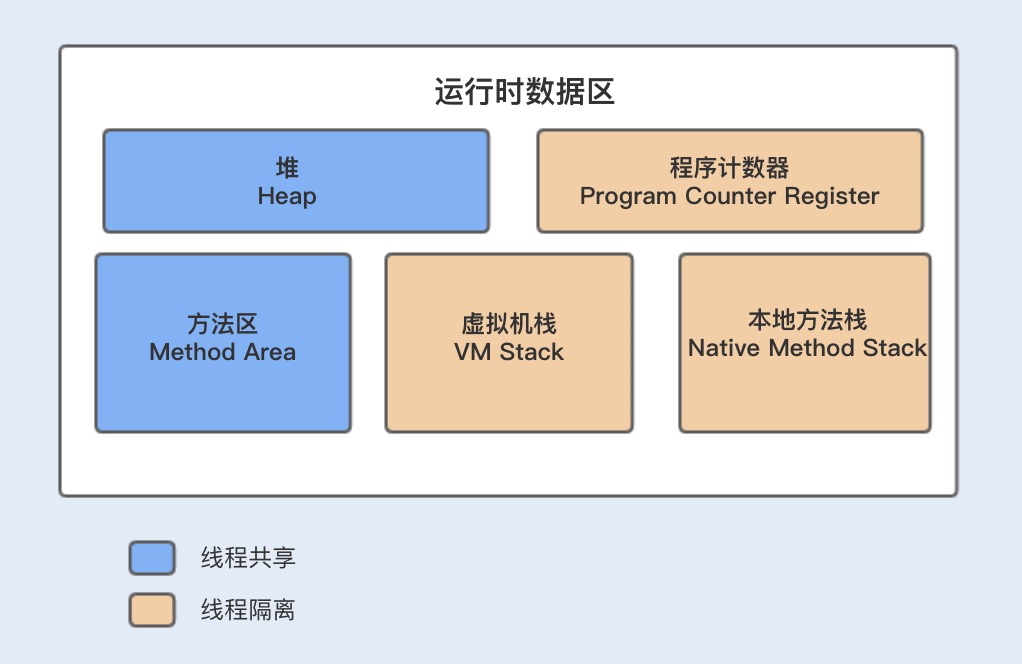 运行时数据区
堆
Heap
程序计数器
Program Counter Register
方法区
Method Area
虚拟机栈
VM Stack
本地方法栈
Native Method Stack
线程共享
线程隔离